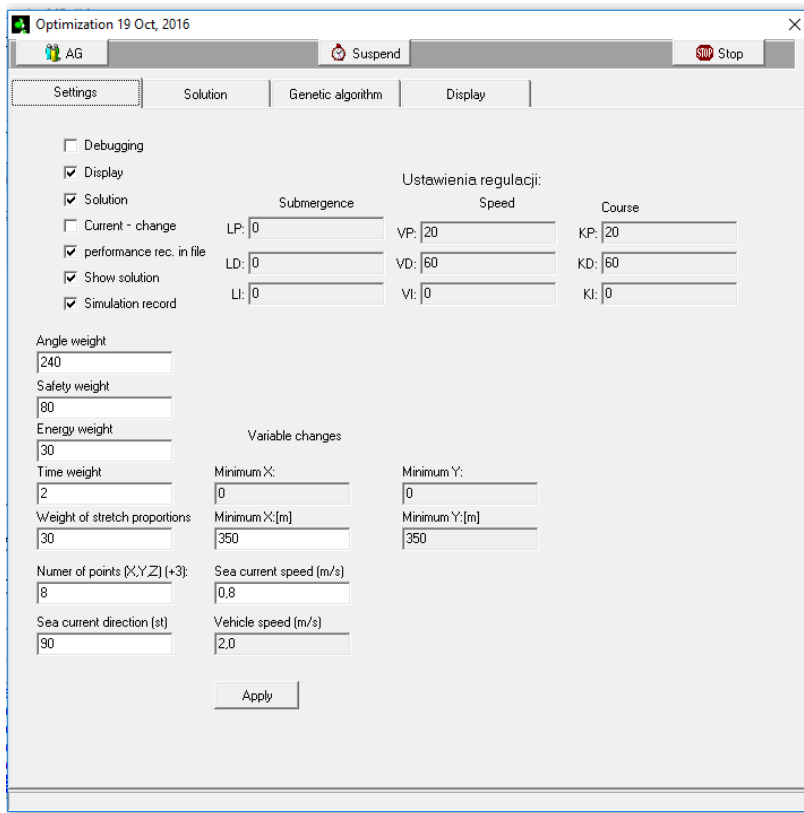 Optimization 19 Oct, 2016
AG Suspend STOP Stop
Settings Solution Genetic algorithm Display
Debugging
Display
Solution
Current - change
performance rec. in file
Show solution
Simulation record
Ustawienia regulacji:
Submergence Speed Course
LP: 0 VP: 20 KP: 20
LD: 0 VD: 60 KD: 60
LI: 0 VI: 0 KI: 0
Angle weight
240
Safety weight
80
Energy weight
30
Variable changes
Time weight Minimum X: Minimum Y:
2 0 0
Weight of stretch proportions Minimum X:[m] Minimum Y:[m]
30 350 350
Numer of points (X,Y,Z) (+3): Sea current speed (m/s)
8 0,8
Sea current direction (st) Vehicle speed (m/s)
90 2,0
Apply